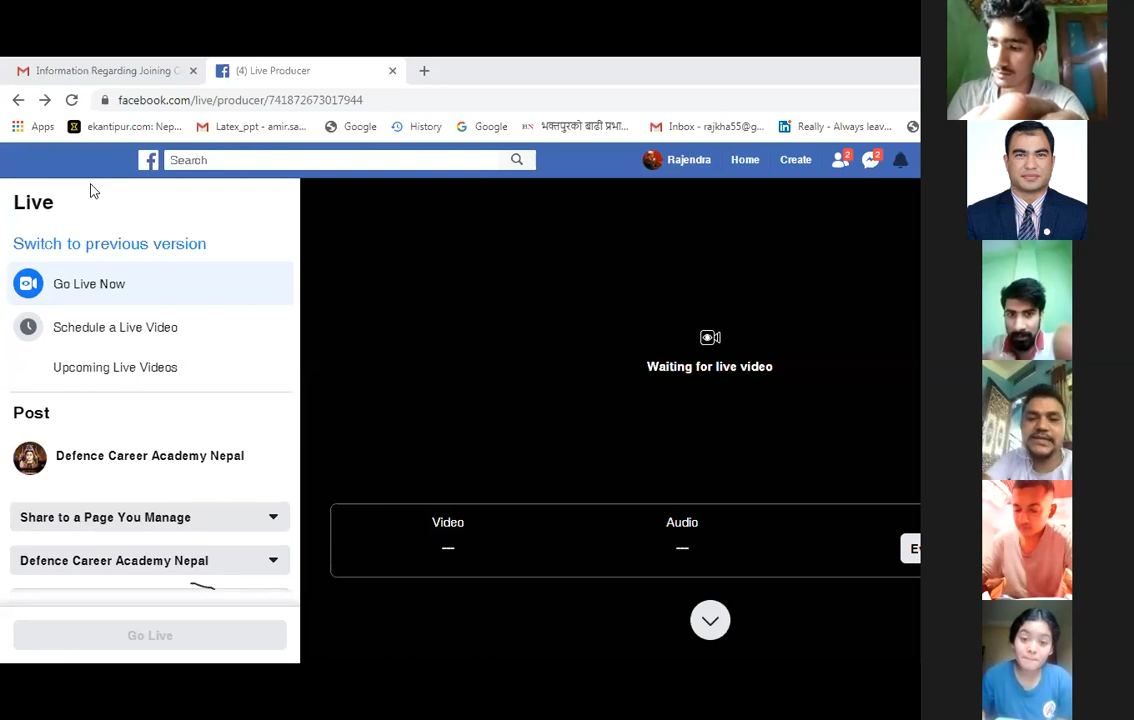 Information Regarding Joining
(4) Live Producer
facebook.com/live/producer/741872673017944
Apps
ekantipur.com: Nep...
Latex_ppt - amir.sa...
Google
History
Google
भक्तपुरको बाढी प्रभा...
Inbox - rajkha55@g...
Really - Always leav...
Search
Rajendra
Home
Create
2
2
Live
Switch to previous version
Go Live Now
Schedule a Live Video
Upcoming Live Videos
Post
Defence Career Academy Nepal
Share to a Page You Manage
Defence Career Academy Nepal
Go Live
Waiting for live video
Video
Audio
---
---